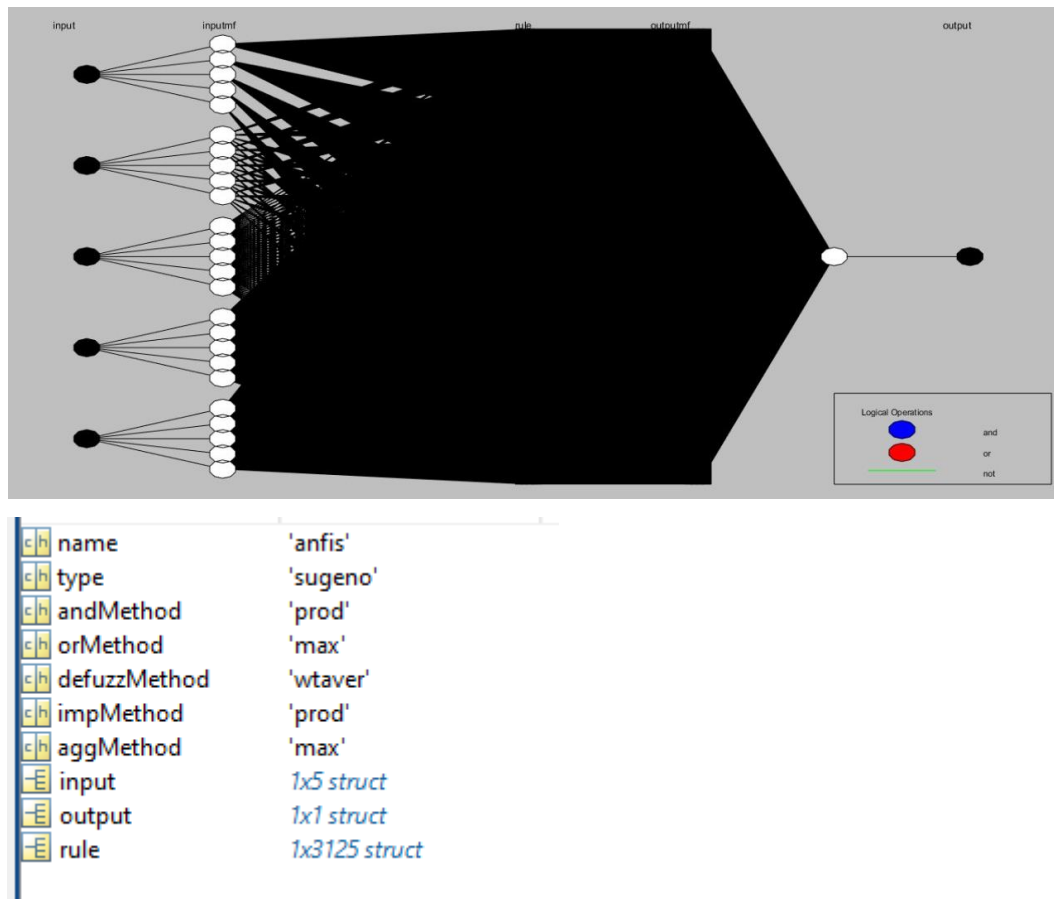 input inputmf rule outputmf output
Logical Operations
and
or
not
name 'anfis'
type 'sugeno'
andMethod 'prod'
orMethod 'max'
defuzzMethod 'wtaver'
impMethod 'prod'
aggMethod 'max'
input 1x5 struct
output 1x1 struct
rule 1x3125 struct